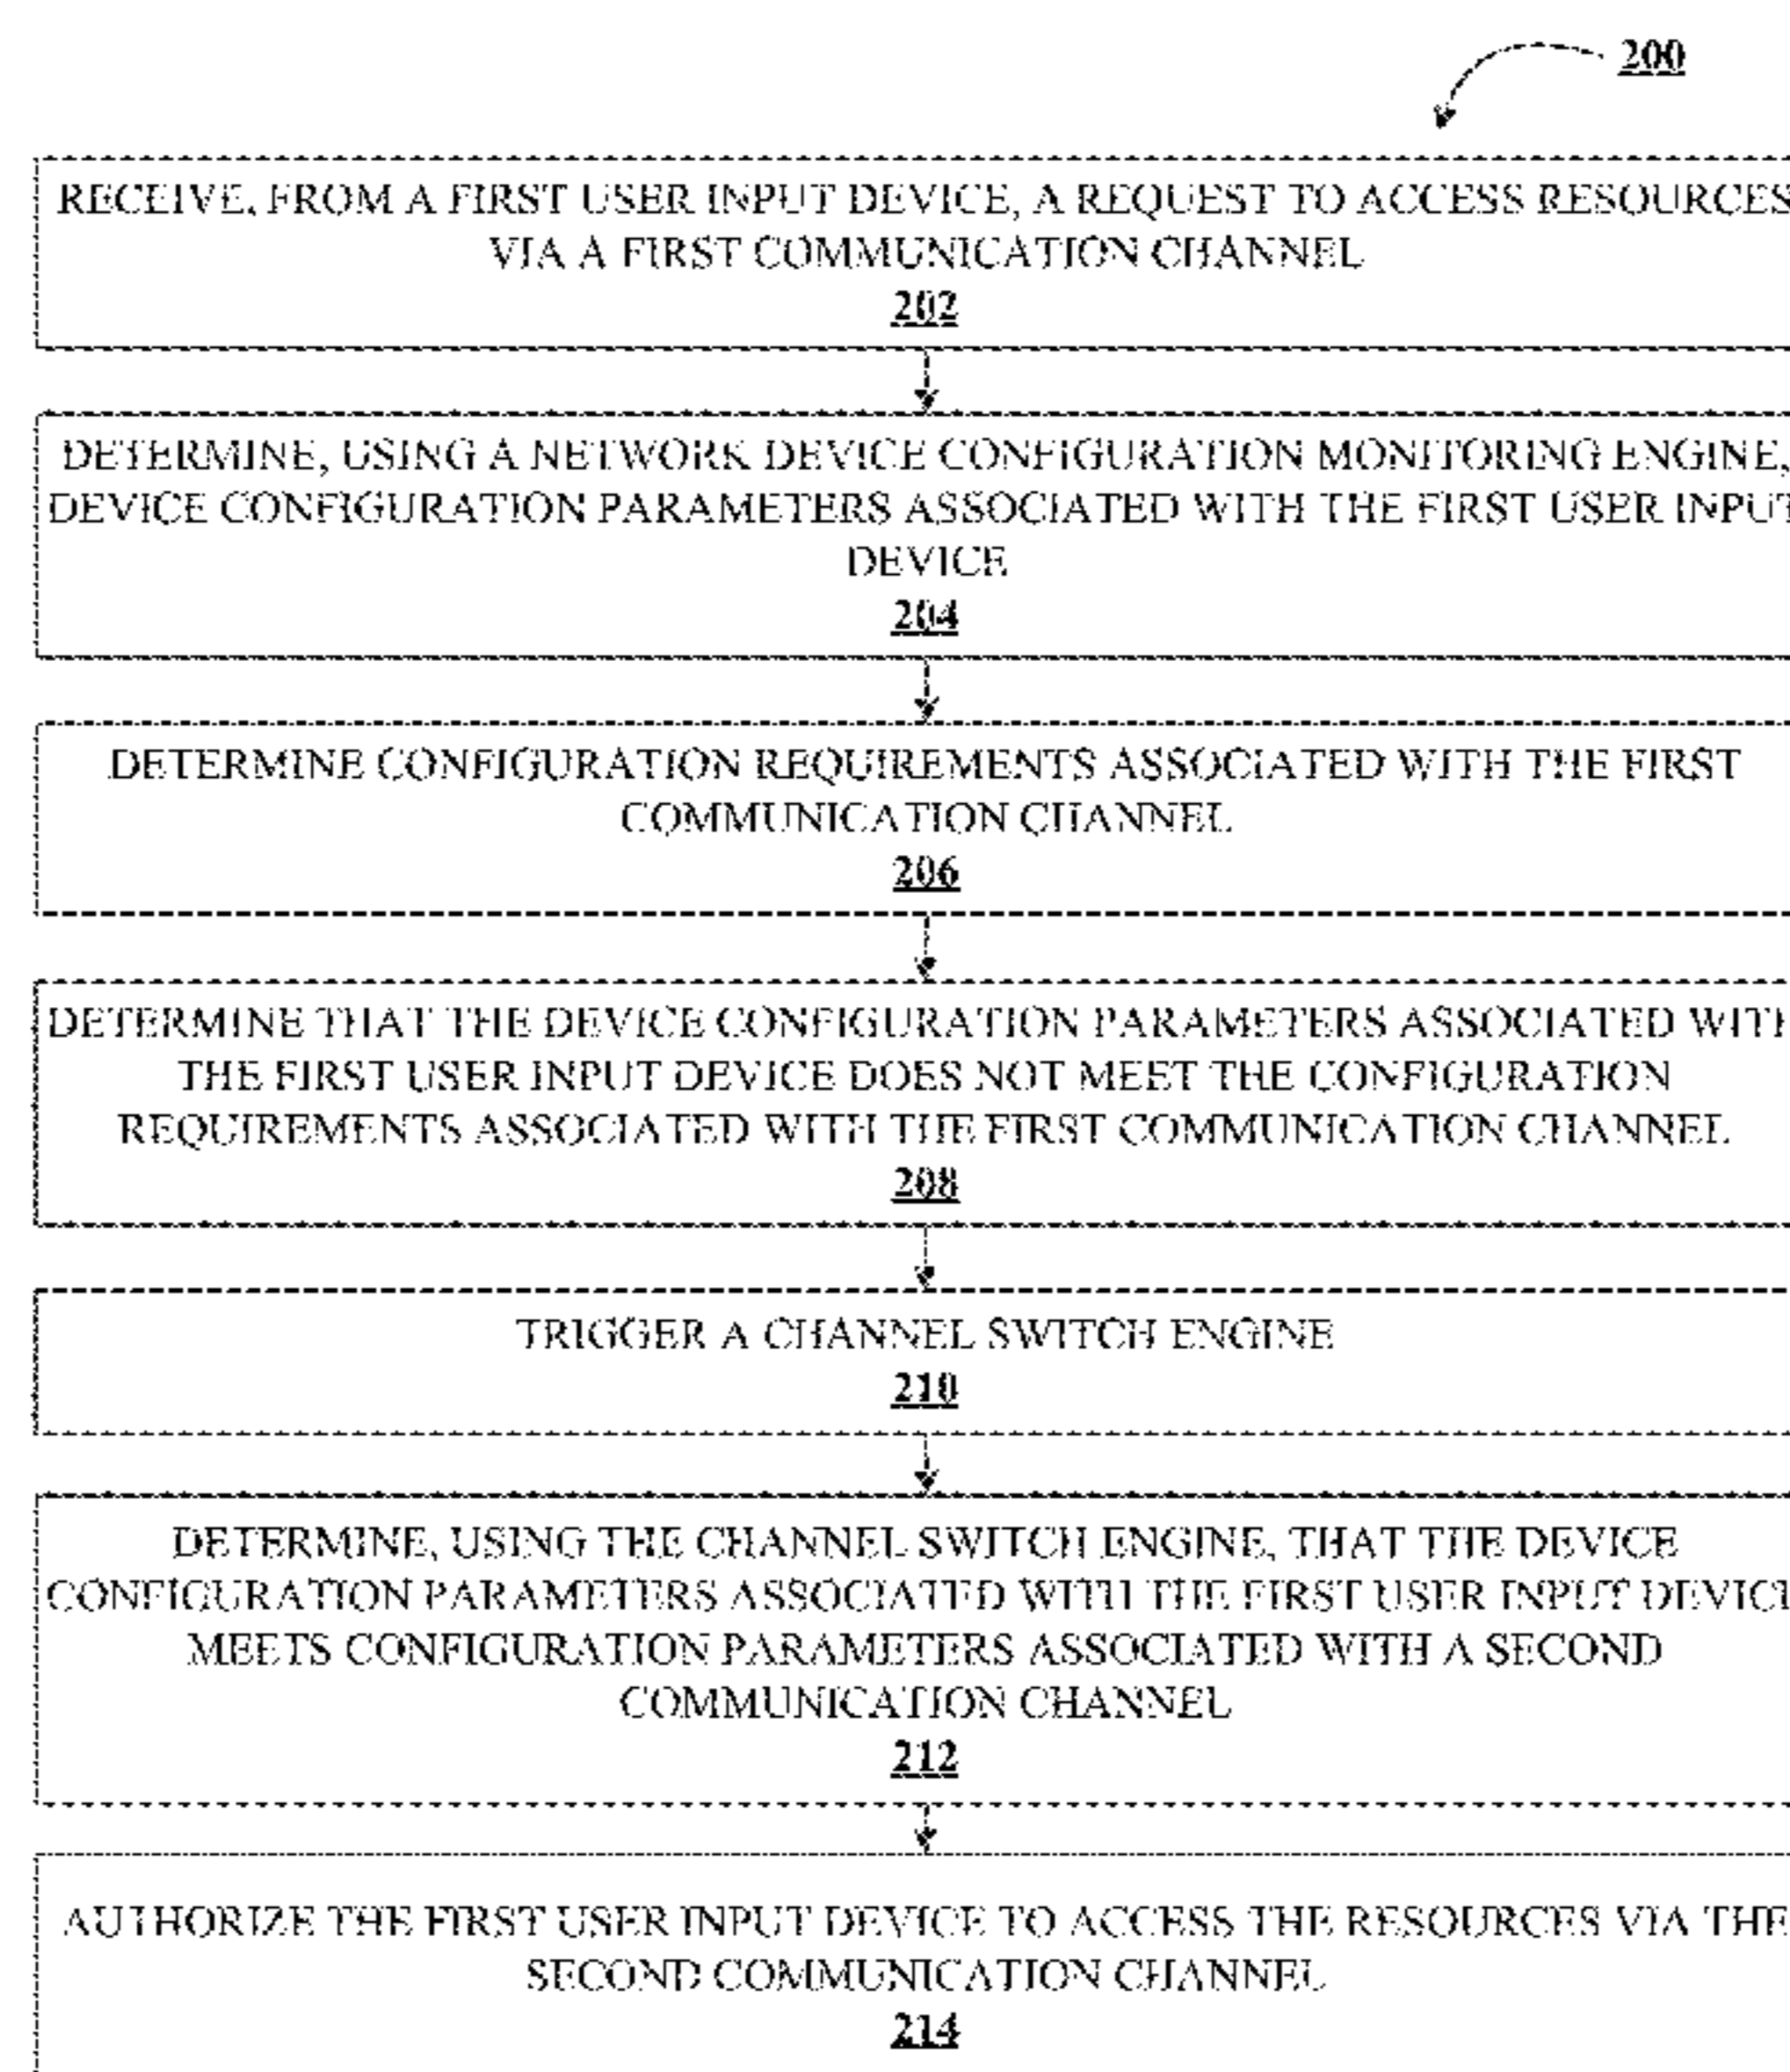 200
RECEIVE, FROM A FIRST USER INPUT DEVICE, A REQUEST TO ACCESS RESOURCES
VIA A FIRST COMMUNICATION CHANNEL
202
DETERMINE, USING A NETWORK DEVICE CONFIGURATION MONITORING ENGINE,
DEVICE CONFIGURATION PARAMETERS ASSOCIATED WITH THE FIRST USER INPUT
DEVICE
204
DETERMINE CONFIGURATION REQUIREMENTS ASSOCIATED WITH THE FIRST
COMMUNICATION CHANNEL
206
DETERMINE THAT THE DEVICE CONFIGURATION PARAMETERS ASSOCIATED WITH
THE FIRST USER INPUT DEVICE DOES NOT MEET THE CONFIGURATION
REQUIREMENTS ASSOCIATED WITH THE FIRST COMMUNICATION CHANNEL
208
TRIGGER A CHANNEL SWITCH ENGINE
210
DETERMINE, USING THE CHANNEL SWITCH ENGINE, THAT THE DEVICE
CONFIGURATION PARAMETERS ASSOCIATED WITH THE FIRST USER INPUT DEVICE
MEETS CONFIGURATION PARAMETERS ASSOCIATED WITH A SECOND
COMMUNICATION CHANNEL
212
AUTHORIZE THE FIRST USER INPUT DEVICE TO ACCESS THE RESOURCES VIA THE
SECOND COMMUNICATION CHANNEL
214